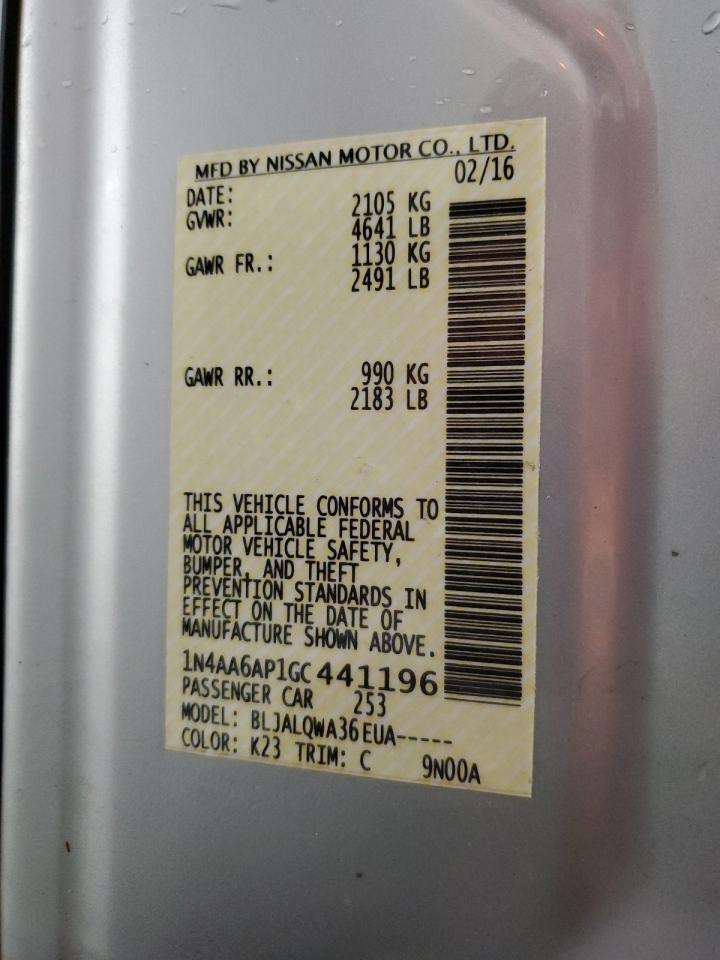 MFD BY NISSAN MOTOR CO., LTD.
DATE: 02/16
GVWR: 2105 KG
4641 LB
GAWR FR.: 1130 KG
2491 LB
GAWR RR.: 990 KG
2183 LB
THIS VEHICLE CONFORMS TO
ALL APPLICABLE FEDERAL
MOTOR VEHICLE SAFETY,
BUMPER, AND THEFT
PREVENTION STANDARDS IN
EFFECT ON THE DATE OF
MANUFACTURE SHOWN ABOVE.
1N4AA6AP1GC 441196
PASSENGER CAR 253
MODEL: BLJALQWA36EUA-----
COLOR: K23 TRIM: C 9N00A